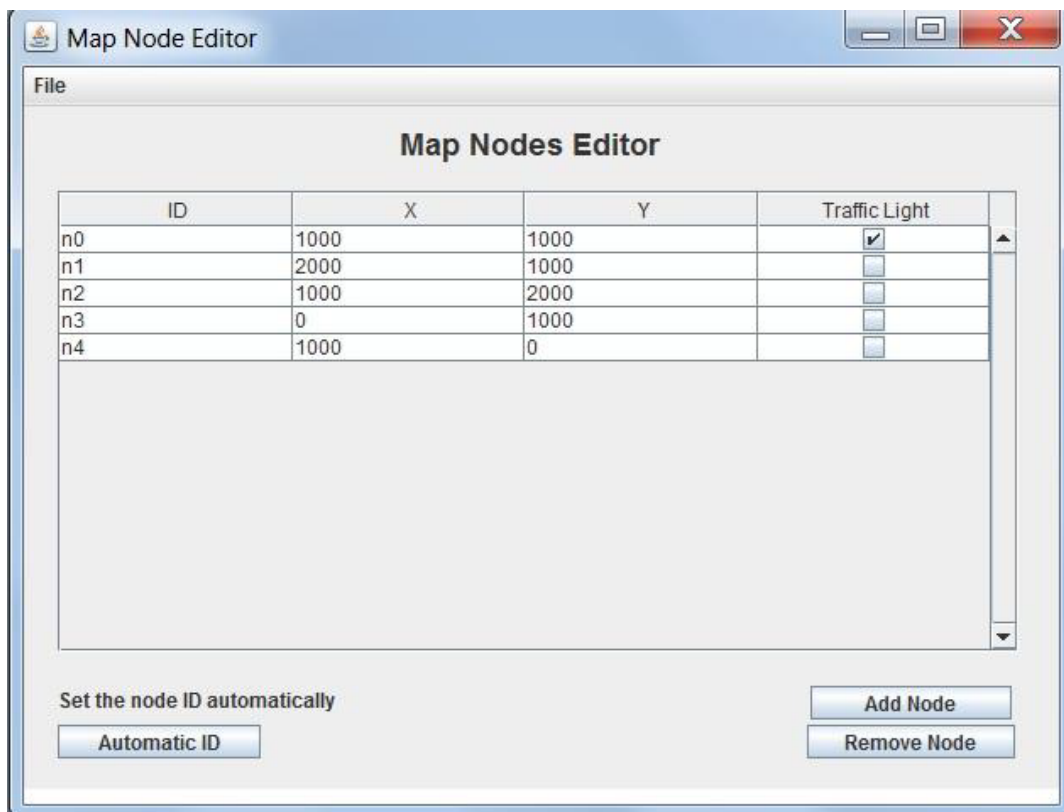 Map Node Editor
File
Map Nodes Editor
ID X Y Traffic Light
n0 1000 1000
n1 2000 1000
n2 1000 2000
n3 0 1000
n4 1000 0
Set the node ID automatically
Add Node
Automatic ID Remove Node